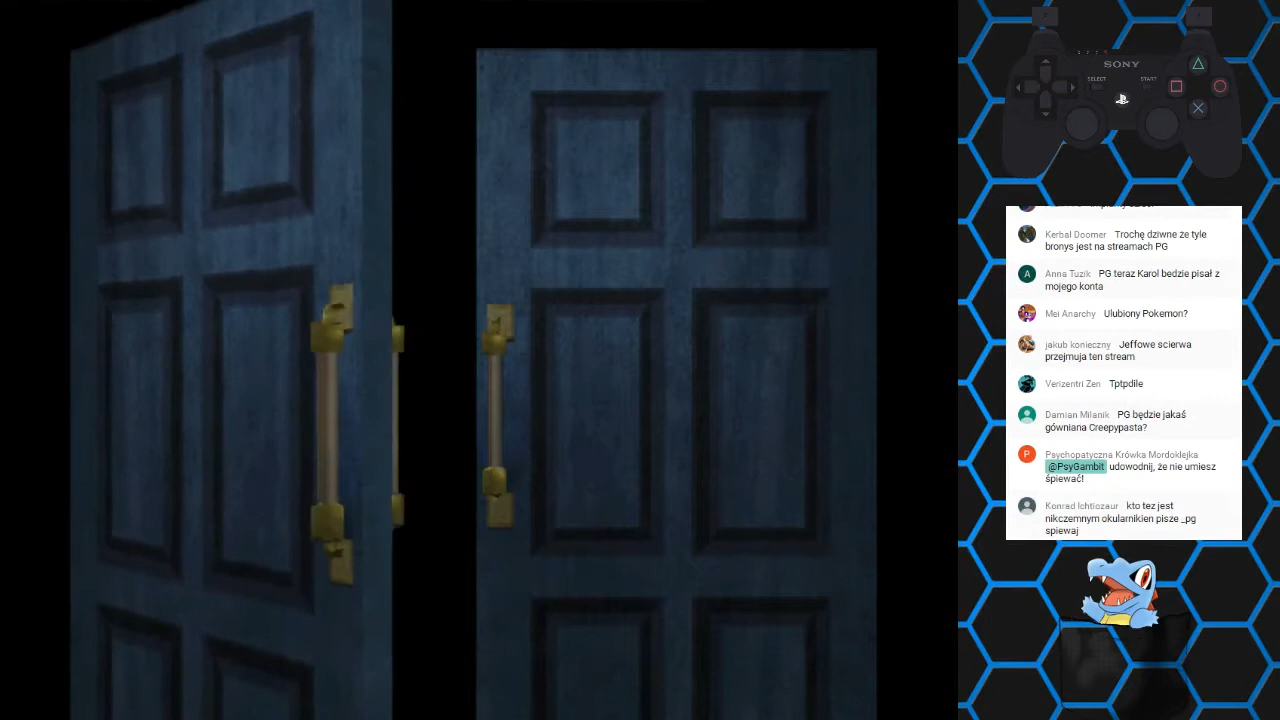 SONY
SELECT
START
Kerbal Doomer Trochę dziwne że tyle
bronys jest na streamach PG
Anna Tuzik PG teraz Karol bedzie pisał z
mojego konta
Mei Anarchy Ulubiony Pokemon?
jakub konieczny Jeffowe scierwa
przejmuja ten stream
Verizentri Zen Tptpdile
Damian Milanik PG będzie jakaś
gówniana Creepypasta?
Psychopatyczna Krówka Mordoklejka
@PsyGambit udowodnij, że nie umiesz
śpiewać!
Konrad Ichtiozaur kto tez jest
nikczemnym okularnikien pisze _pg
spiewaj